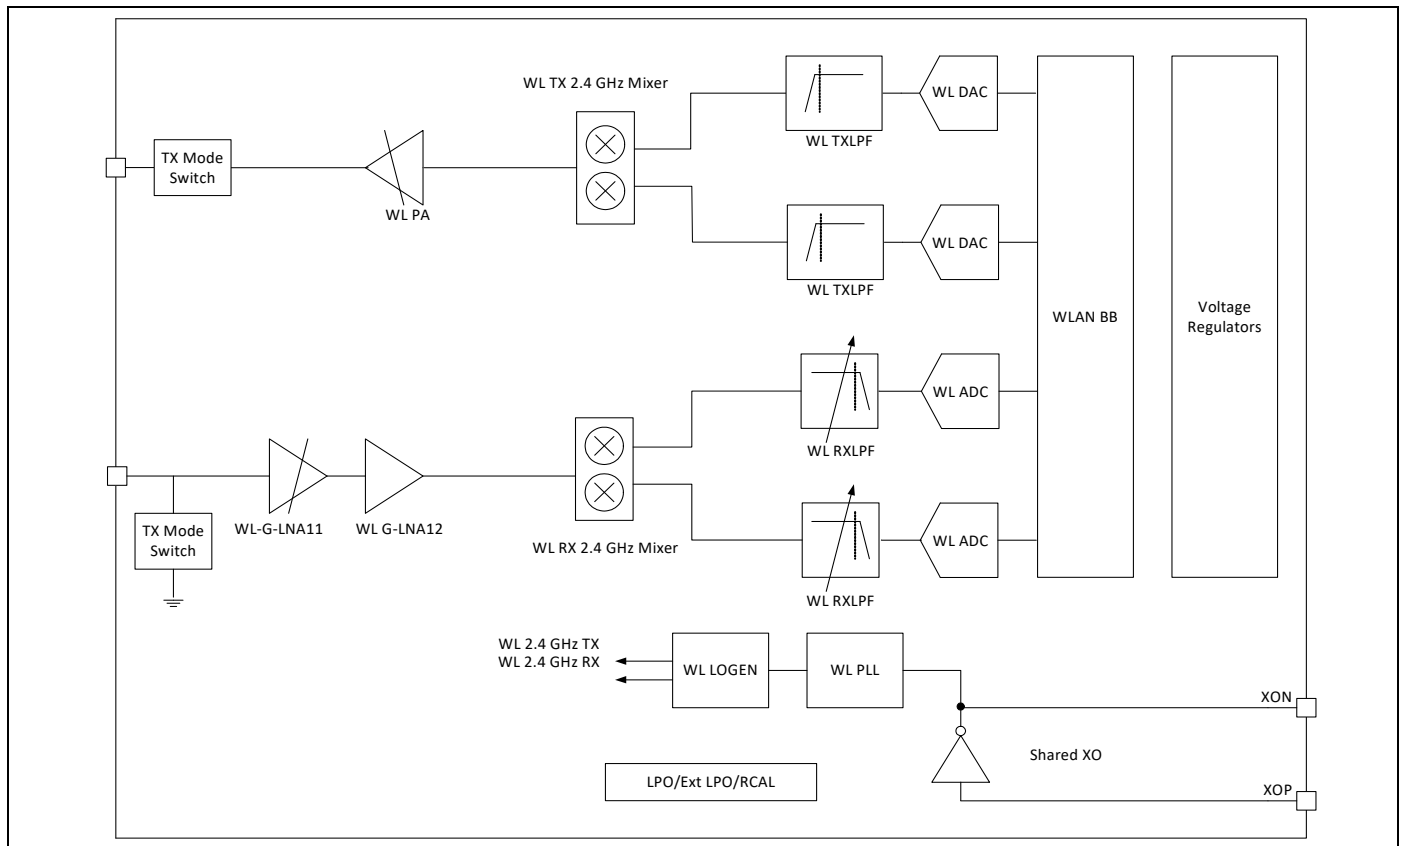 WL TX 2.4 GHz Mixer
WL DAC
WL TXLPF
TX Mode
Switch
WL PA
WL DAC
WL TXLPF
WLAN BB
Voltage
Regulators
WL ADC
WL RXLPF
WL-G-LNA11
WL G-LNA12
TX Mode
Switch
WL RX 2.4 GHz Mixer
WL ADC
WL RXLPF
WL 2.4 GHz TX
WL 2.4 GHz RX
WL LOGEN
WL PLL
XON
Shared XO
LPO/Ext LPO/RCAL
XOP